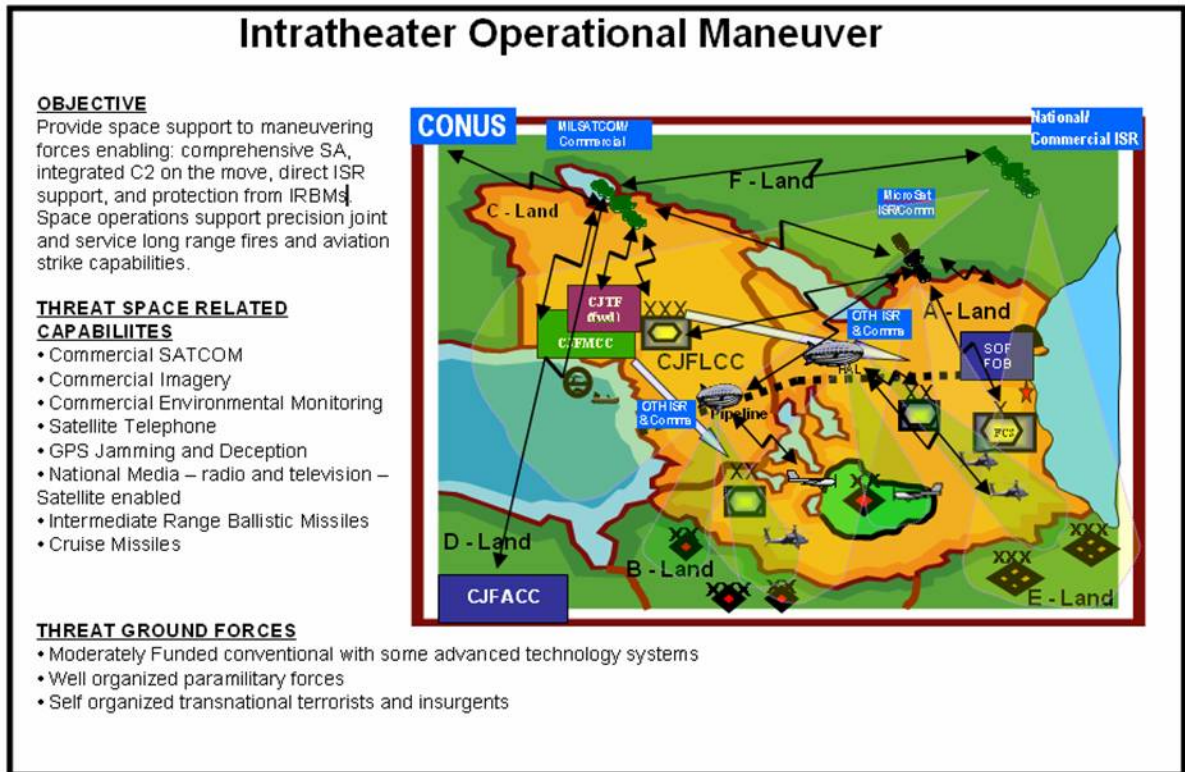 Intratheater Operational Maneuver
OBJECTIVE
Provide space support to maneuvering
forces enabling: comprehensive SA,
integrated C2 on the move, direct ISR
support, and protection from IRBMs.
Space operations support precision joint
and service long range fires and aviation
strike capabilities.
THREAT SPACE RELATED
CAPABILIITES
• Commercial SATCOM
• Commercial Imagery
• Commercial Environmental Monitoring
• Satellite Telephone
• GPS Jamming and Deception
• National Media – radio and television –
Satellite enabled
• Intermediate Range Ballistic Missiles
• Cruise Missiles
THREAT GROUND FORCES
• Moderately Funded conventional with some advanced technology systems
• Well organized paramilitary forces
• Self organized transnational terrorists and insurgents
CONUS
MILSATCOM/
Commercial
National/
Commercial ISR
F - Land
C - Land
MicroSat
ISR/Comm
CJTF
(fwd)
CJFMCC
XXX
CJFLCC
OTH ISR
& Comms
A - Land
SOF
FOB
HAL
Pipeline
OTH ISR
& Comms
XX
X
FCS
XX
XX
D - Land
CJFACC
B - Land
XX
XXX
XX
XXX
XXX
E - Land